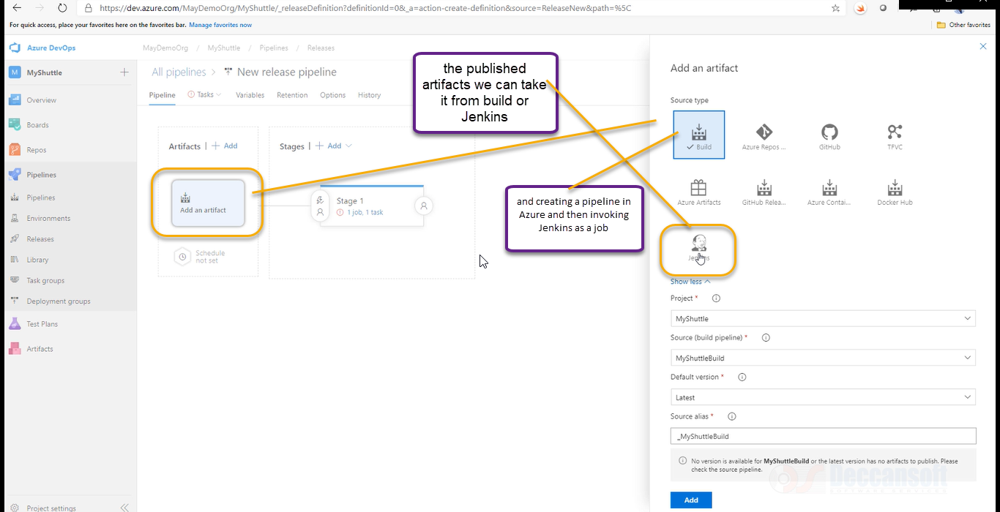 https://dev.azure.com/MayDemoOrg/MyShuttle/_releaseDefinition?definitionId=0&_a=action-create-definition&source=ReleaseNew&path=%5C
For quick access, place your favorites here on the favorites bar. Manage favorites now
Other favorites
Azure DevOps
MayDemoOrg / MyShuttle / Pipelines / Releases
M MyShuttle
Overview
Boards
Repos
Pipelines
Pipelines
Environments
Releases
Library
Task groups
Deployment groups
Test Plans
Artifacts
Project settings
All pipelines > New release pipeline
Pipeline Tasks Variables Retention Options History
Artifacts | + Add
Stages | + Add
Add an artifact
Schedule
not set
Stage 1
1 job, 1 task
the published
artifacts we can take
it from build or
Jenkins
and creating a pipeline in
Azure and then invoking
Jenkins as a job
Add an artifact
Source type
Build
Azure Repos ...
GitHub
TFVC
Azure Artifacts
GitHub Relea...
Azure Contai...
Docker Hub
Jenkins
Show less
Project *
MyShuttle
Source (build pipeline) *
MyShuttleBuild
Default version *
Latest
Source alias *
_MyShuttleBuild
No version is available for MyShuttleBuild or the latest version has no artifacts to publish. Please
check the source pipeline.
Deccansoft
Add